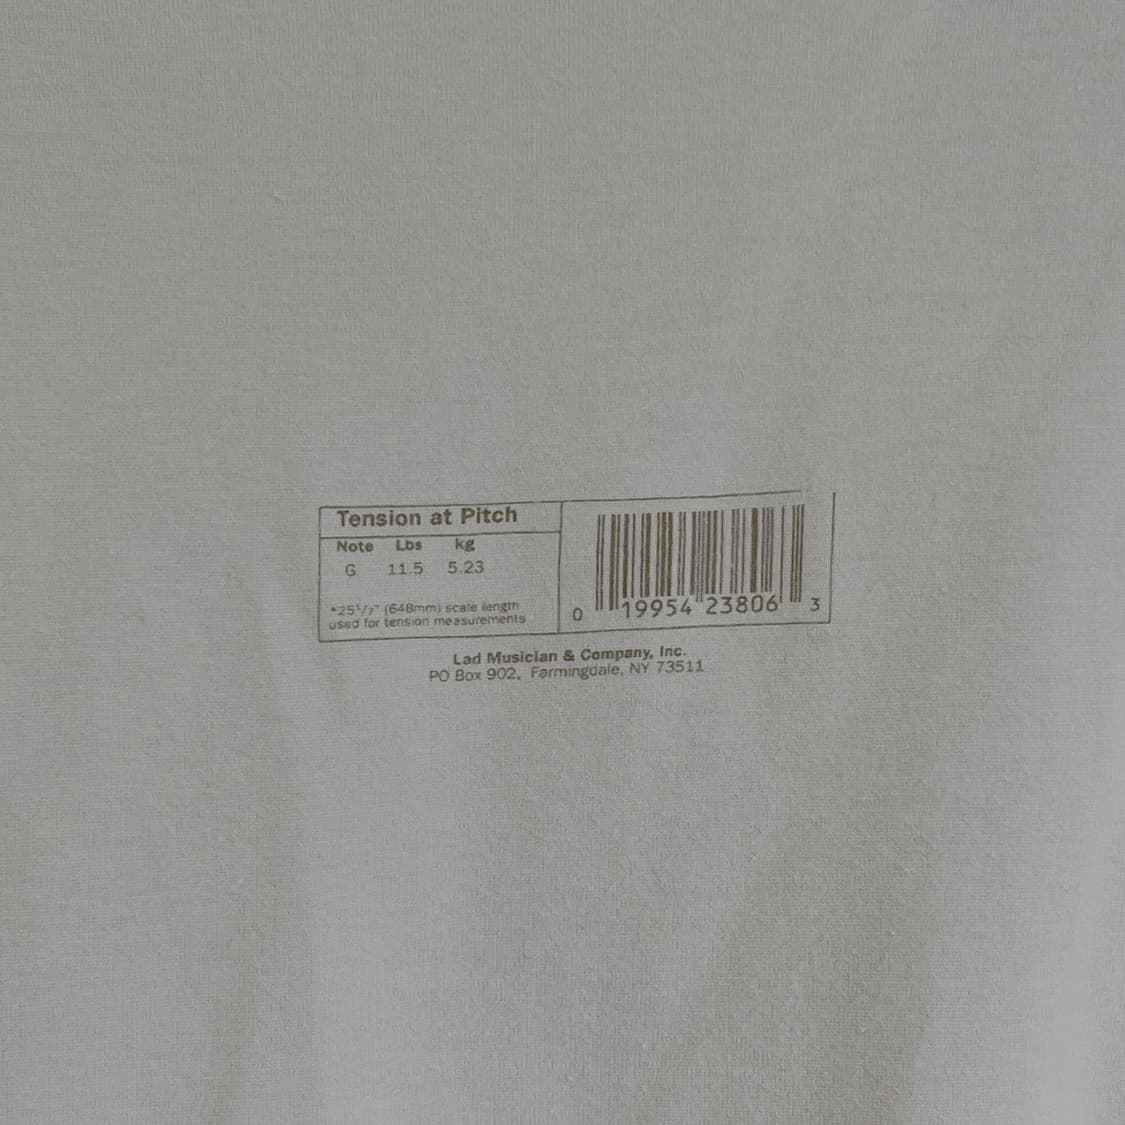 Tension at Pitch
Note Lbs kg
G 11.5 5.23
*25¹/₇" (648mm) scale length
used for tension measurements
0 19954 23806 3
Lad Musician & Company, Inc.
PO Box 902, Farmingdale, NY 73511